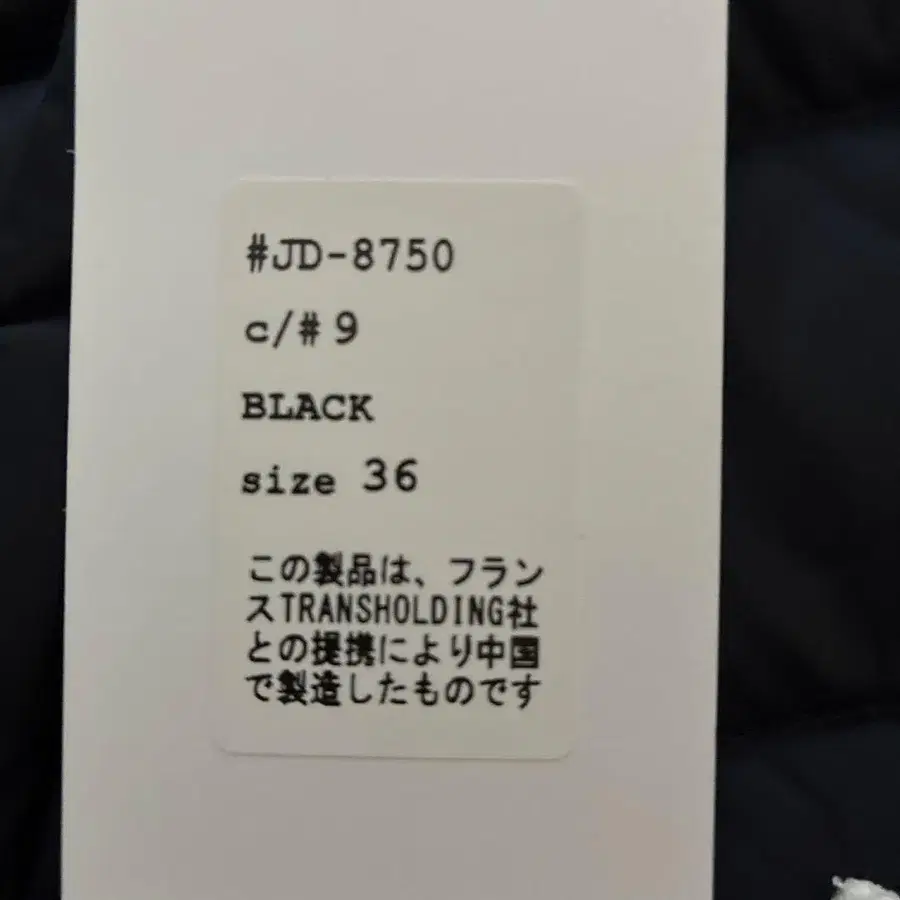 #JD-8750
c/# 9
BLACK
size 36
この製品は、フラン
スTRANSHOLDING社
との提携により中国
で製造したものです